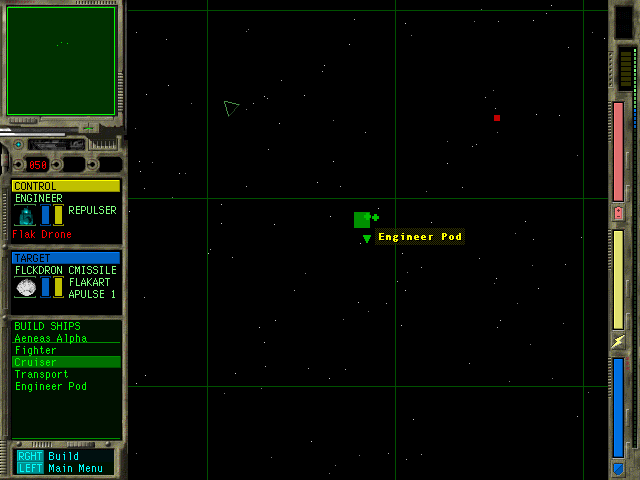 050
CONTROL
ENGINEER
REPULSER
Flak Drone
TARGET
FLCKDRON CMISSILE
FLAKART
APULSE 1
BUILD SHIPS
Aeneas Alpha
Fighter
Cruiser
Transport
Engineer Pod
RGHT Build
LEFT Main Menu
Engineer Pod